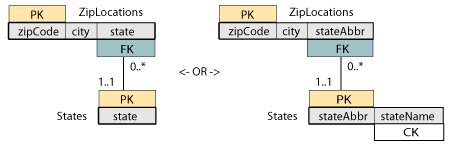 PK ZipLocations
zipCode city state
FK
0..*
1..1
PK
States state
<- OR ->
PK ZipLocations
zipCode city stateAbbr
FK
0..*
1..1
PK
States stateAbbr stateName
CK